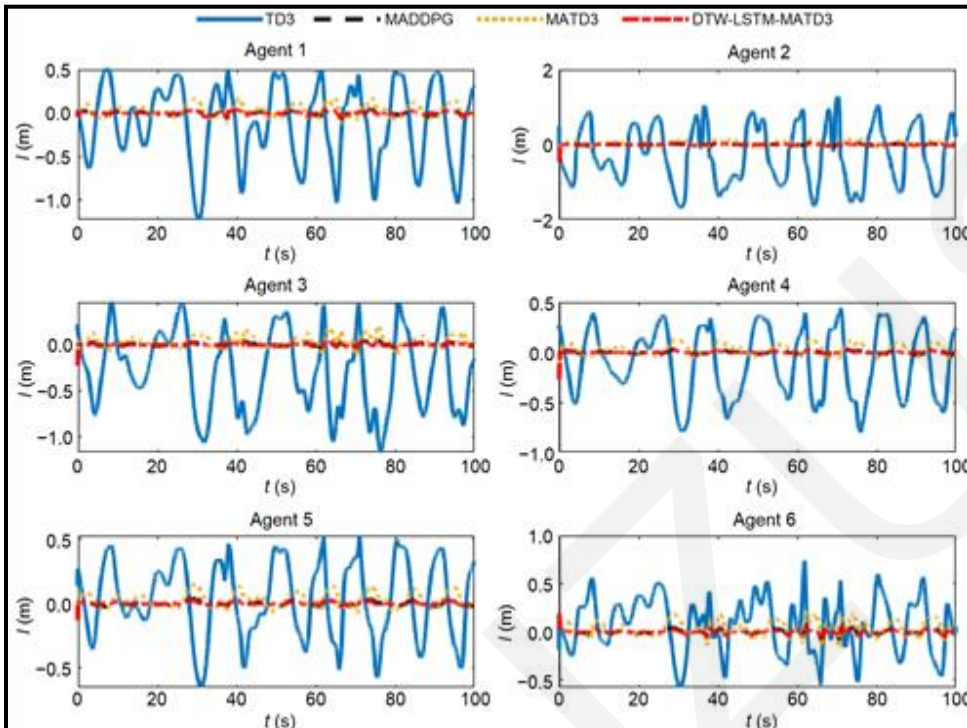 TD3 MADDPG MATD3 DTW-LSTM-MATD3
Agent 1 Agent 2
0.5 2
0.0
l (m) l (m) 0
−0.5
−1.0
−2
0 20 40 60 80 100 0 20 40 60 80 100
t (s) t (s)
Agent 3 Agent 4
0.5
0.0 0.0
l (m) l (m)
−0.5 −0.5
−1.0 −1.0
0 20 40 60 80 100 0 20 40 60 80 100
t (s) t (s)
Agent 5 Agent 6
0.5 1.0
0.5
l (m) 0.0 l (m)
0.0
−0.5 −0.5
0 20 40 60 80 100 0 20 40 60 80 100
t (s) t (s)